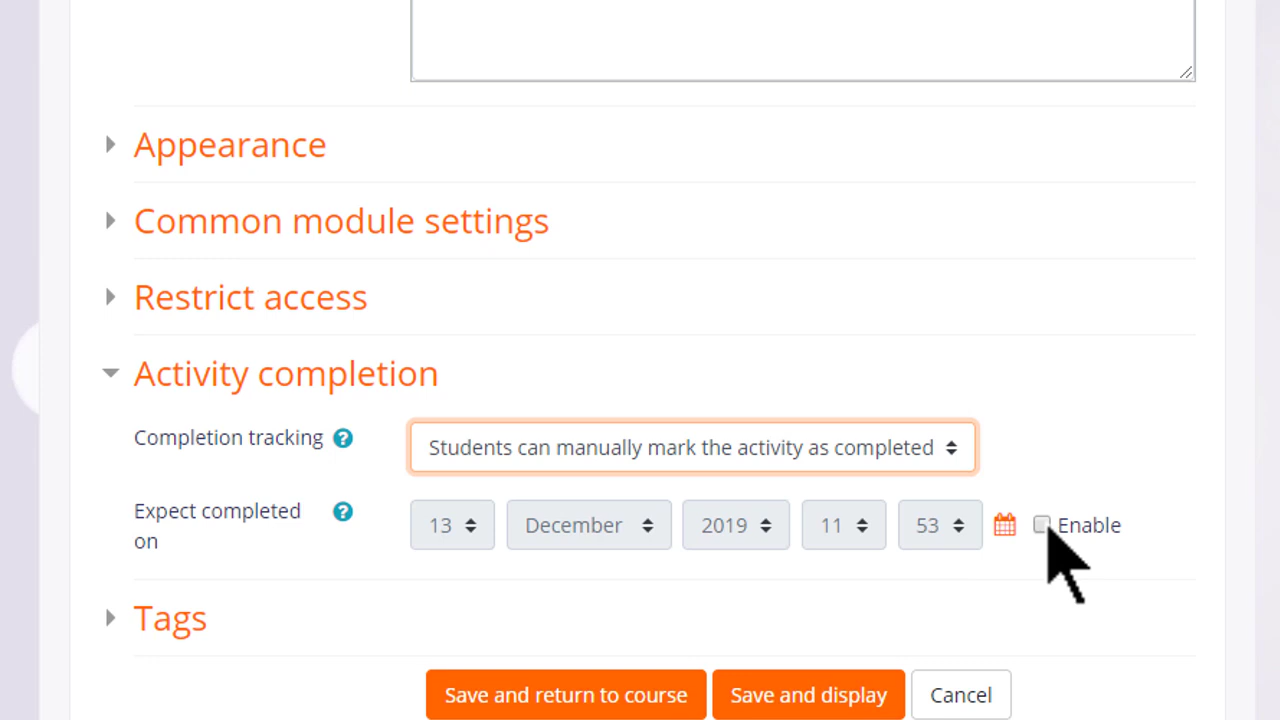 Appearance
Common module settings
Restrict access
Activity completion
Completion tracking ? Students can manually mark the activity as completed
Expect completed on ? 13 December 2019 11 53 Enable
Tags
Save and return to course Save and display Cancel